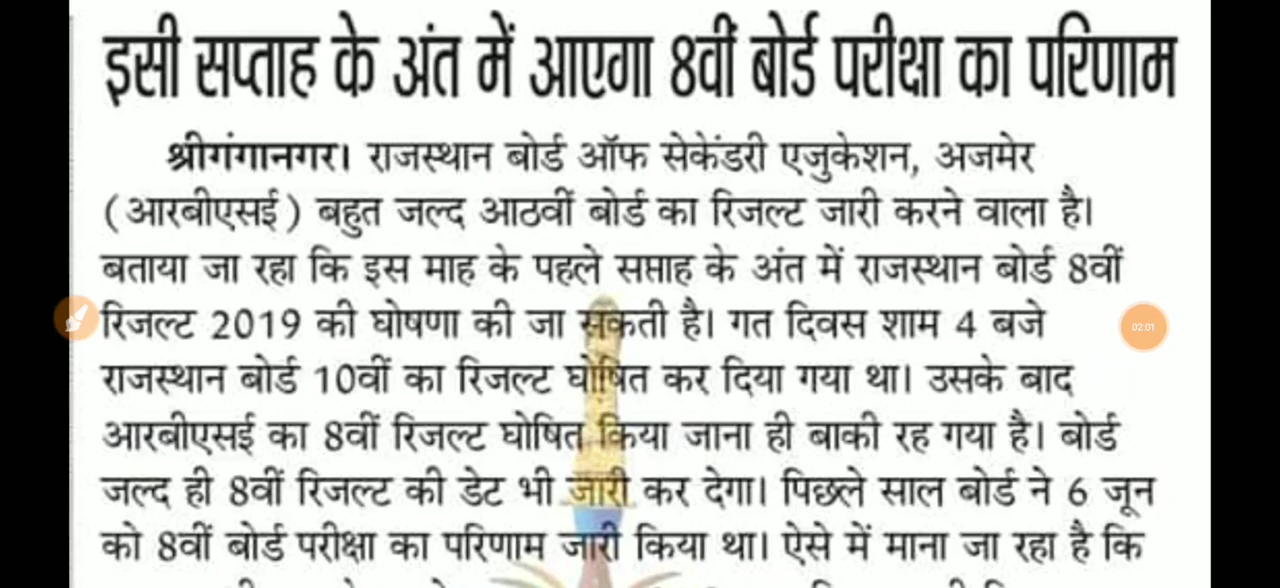 इसी सप्ताह के अंत में आएगा 8वीं बोर्ड परीक्षा का परिणाम
श्रीगंगानगर। राजस्थान बोर्ड ऑफ सेकेंडरी एजुकेशन, अजमेर
(आरबीएसई) बहुत जल्द आठवीं बोर्ड का रिजल्ट जारी करने वाला है।
बताया जा रहा कि इस माह के पहले सप्ताह के अंत में राजस्थान बोर्ड 8वीं
रिजल्ट 2019 की घोषणा की जा सकती है। गत दिवस शाम 4 बजे
02:01
राजस्थान बोर्ड 10वीं का रिजल्ट घोषित कर दिया गया था। उसके बाद
आरबीएसई का 8वीं रिजल्ट घोषित किया जाना ही बाकी रह गया है। बोर्ड
जल्द ही 8वीं रिजल्ट की डेट भी जारी कर देगा। पिछले साल बोर्ड ने 6 जून
को 8वीं बोर्ड परीक्षा का परिणाम जारी किया था। ऐसे में माना जा रहा है कि